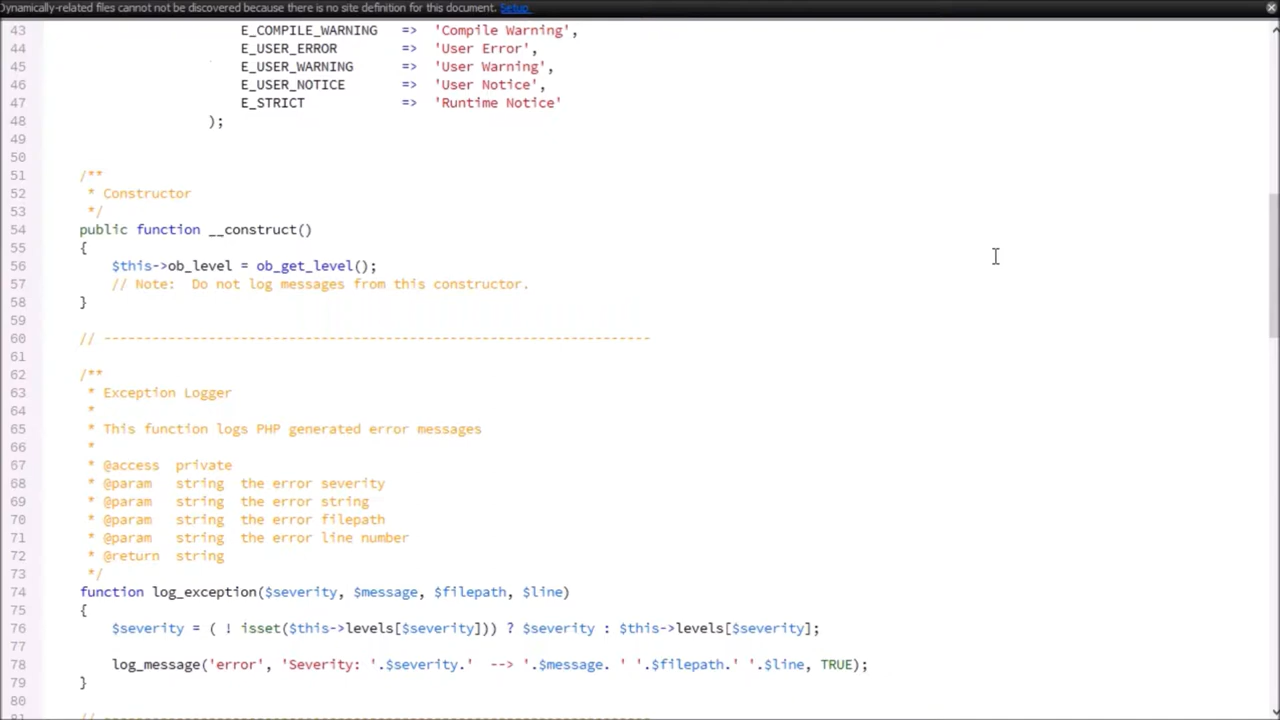 Dynamically-related files cannot not be discovered because there is no site definition for this document. Setup
43 E_COMPILE_WARNING => 'Compile Warning',
44 E_USER_ERROR => 'User Error',
45 E_USER_WARNING => 'User Warning',
46 E_USER_NOTICE => 'User Notice',
47 E_STRICT => 'Runtime Notice'
48 );
49
50
51 /**
52 * Constructor
53 */
54 public function __construct()
55 {
56 $this->ob_level = ob_get_level();
57 // Note: Do not log messages from this constructor.
58 }
59
60 // --------------------------------------------------------------------
61
62 /**
63 * Exception Logger
64 *
65 * This function logs PHP generated error messages
66 *
67 * @access private
68 * @param string the error severity
69 * @param string the error string
70 * @param string the error filepath
71 * @param string the error line number
72 * @return string
73 */
74 function log_exception($severity, $message, $filepath, $line)
75 {
76 $severity = ( ! isset($this->levels[$severity])) ? $severity : $this->levels[$severity];
77
78 log_message('error', 'Severity: '.$severity.' --> '.$message. ' '.$filepath.' '.$line, TRUE);
79 }
80
81 // --------------------------------------------------------------------